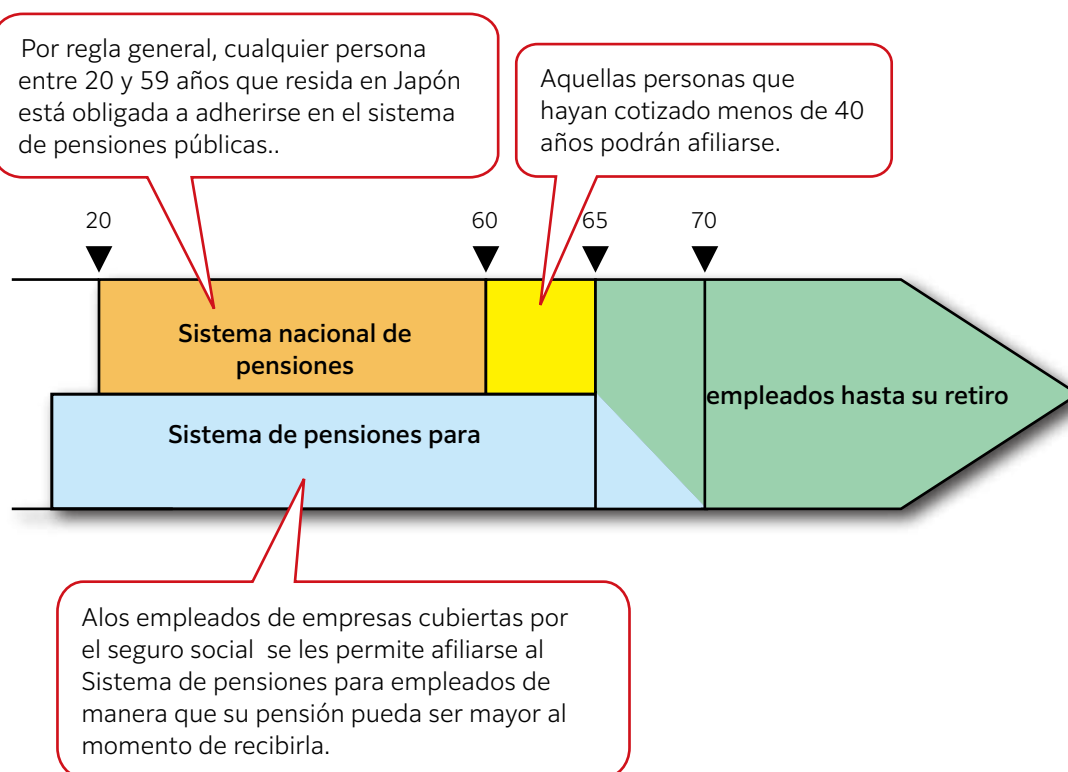 Por regla general, cualquier persona
entre 20 y 59 años que resida en Japón
está obligada a adherirse en el sistema
de pensiones públicas..
Aquellas personas que
hayan cotizado menos de 40
años podrán afiliarse.
20
60
65
70
Sistema nacional de
pensiones
empleados hasta su retiro
Sistema de pensiones para
Alos empleados de empresas cubiertas por
el seguro social se les permite afiliarse al
Sistema de pensiones para empleados de
manera que su pensión pueda ser mayor al
momento de recibirla.